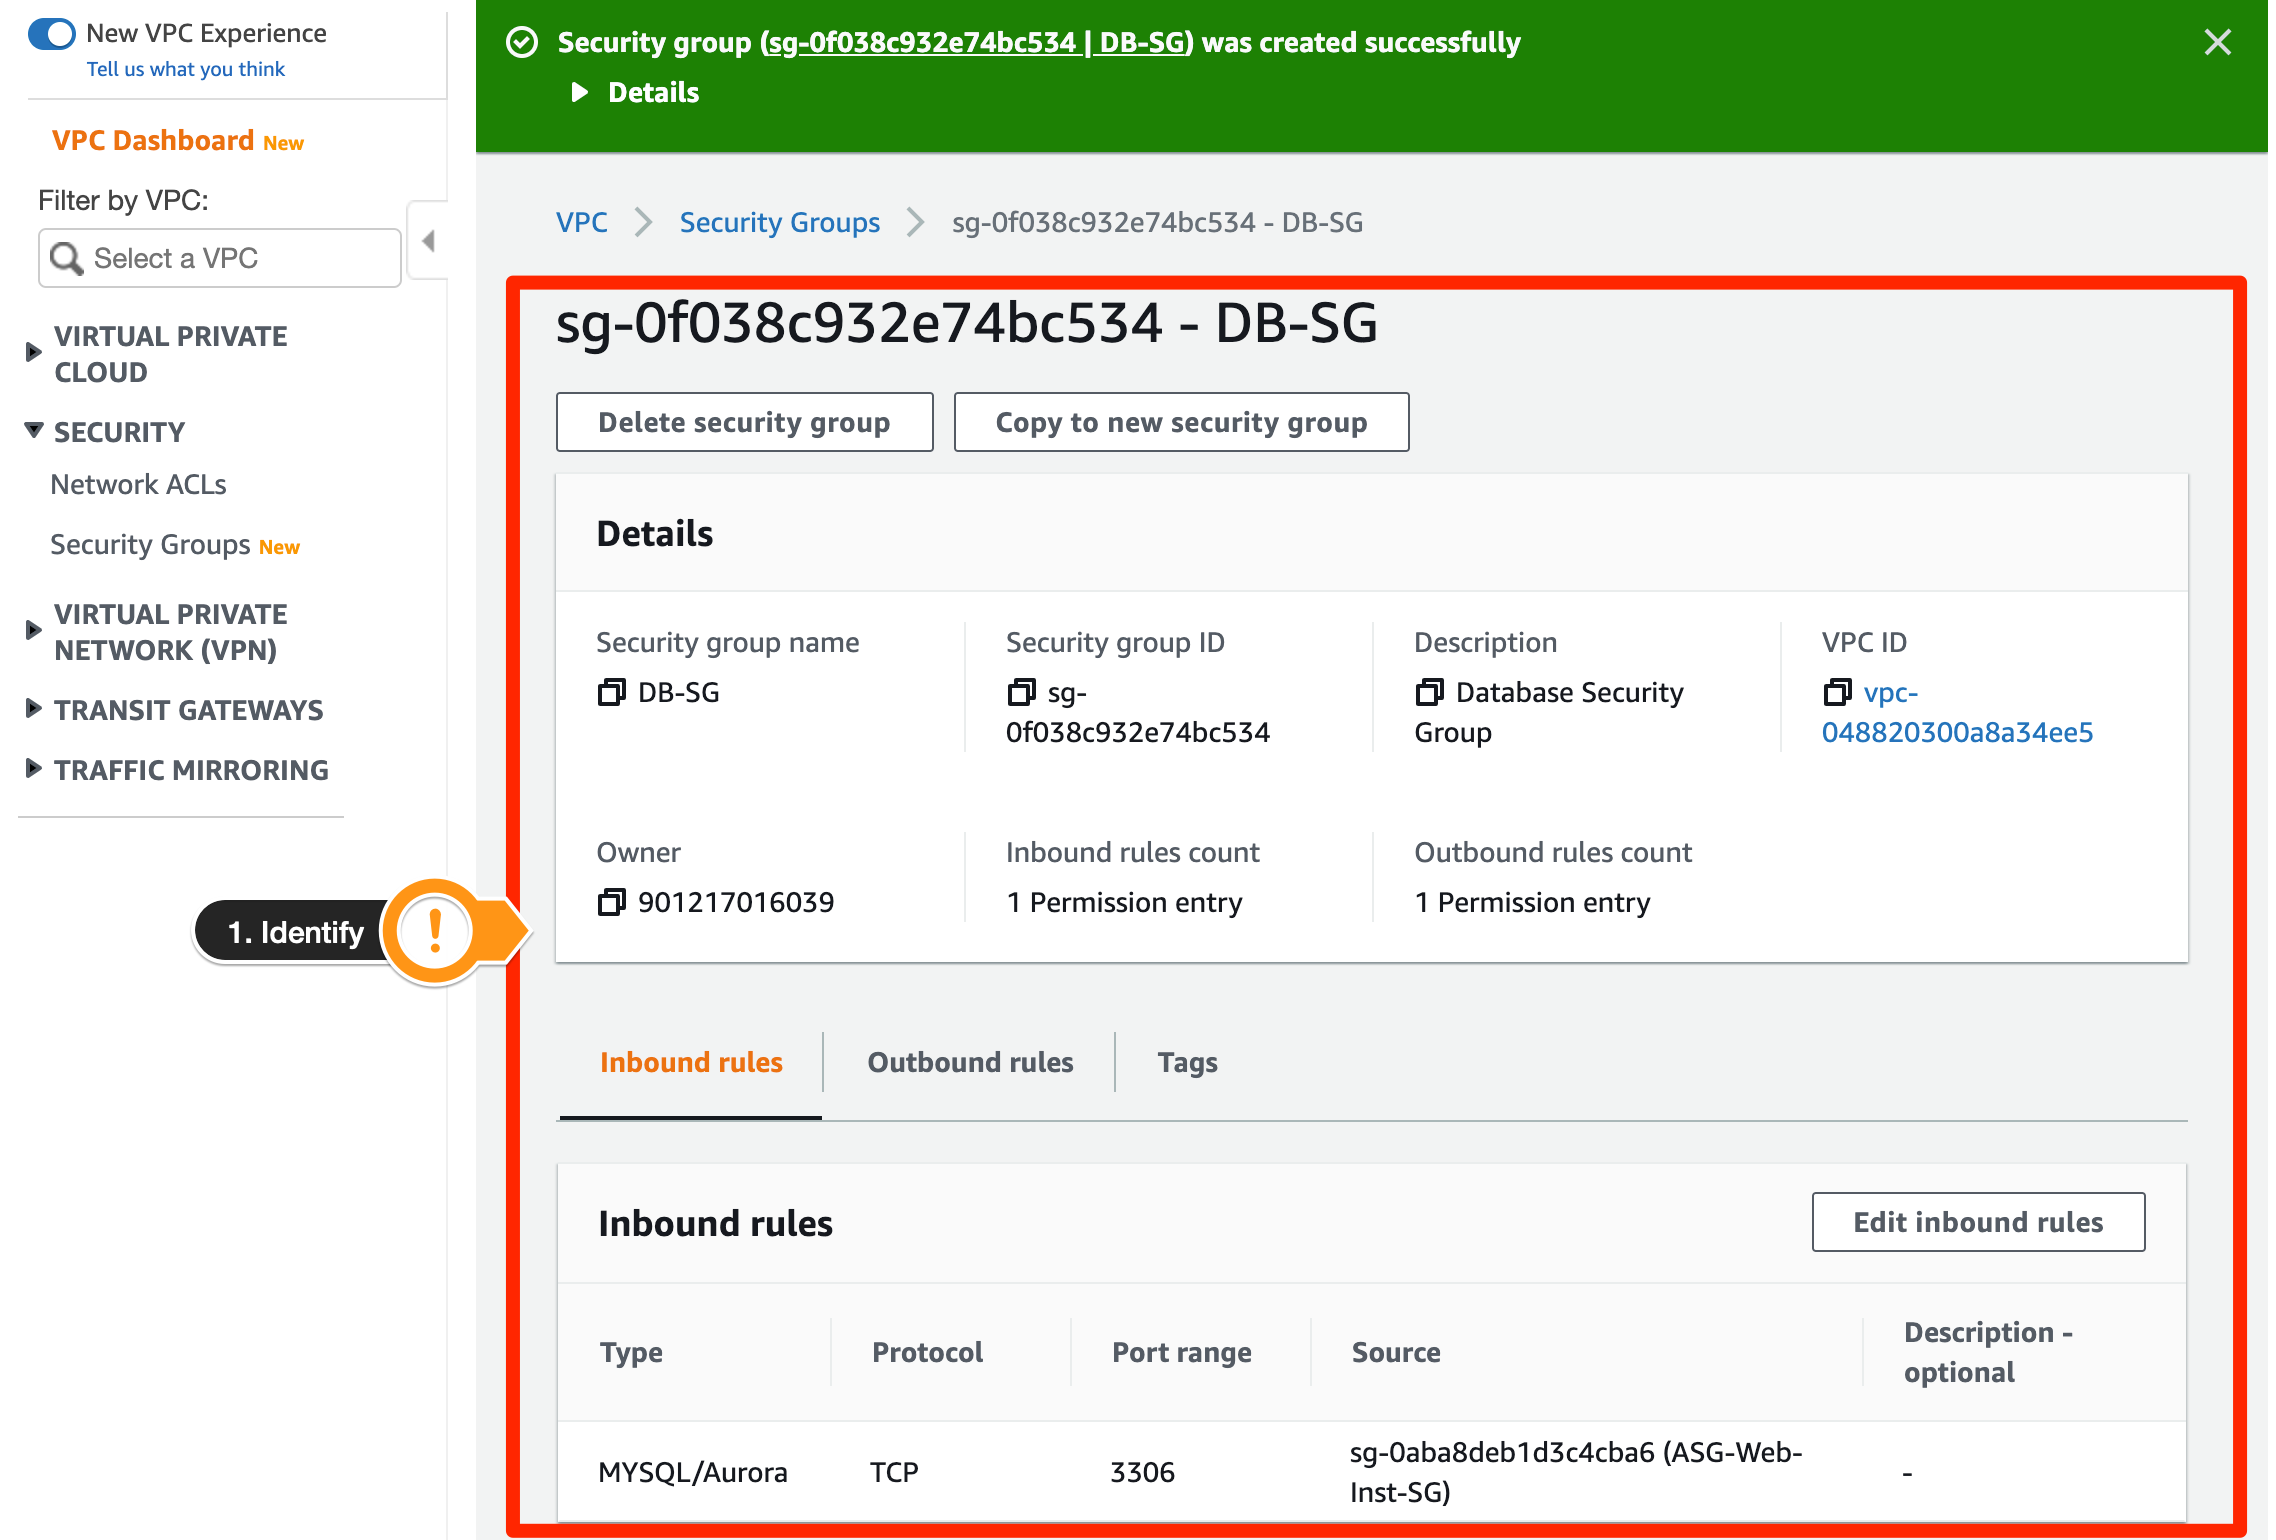 New VPC Experience
Tell us what you think
VPC Dashboard New
Filter by VPC:
Select a VPC
VIRTUAL PRIVATE
CLOUD
SECURITY
Network ACLs
Security Groups New
VIRTUAL PRIVATE
NETWORK (VPN)
TRANSIT GATEWAYS
TRAFFIC MIRRORING
1. Identify
!
Security group (sg-0f038c932e74bc534 | DB-SG) was created successfully
Details
VPC > Security Groups > sg-0f038c932e74bc534 - DB-SG
sg-0f038c932e74bc534 - DB-SG
Delete security group Copy to new security group
Details
Security group name
DB-SG
Security group ID
sg-
0f038c932e74bc534
Description
Database Security
Group
VPC ID
vpc-
048820300a8a34ee5
Owner
901217016039
Inbound rules count
1 Permission entry
Outbound rules count
1 Permission entry
Inbound rules Outbound rules Tags
Inbound rules
Edit inbound rules
Type Protocol Port range Source Description -
optional
MYSQL/Aurora TCP 3306 sg-0aba8deb1d3c4cba6 (ASG-Web-
Inst-SG) -